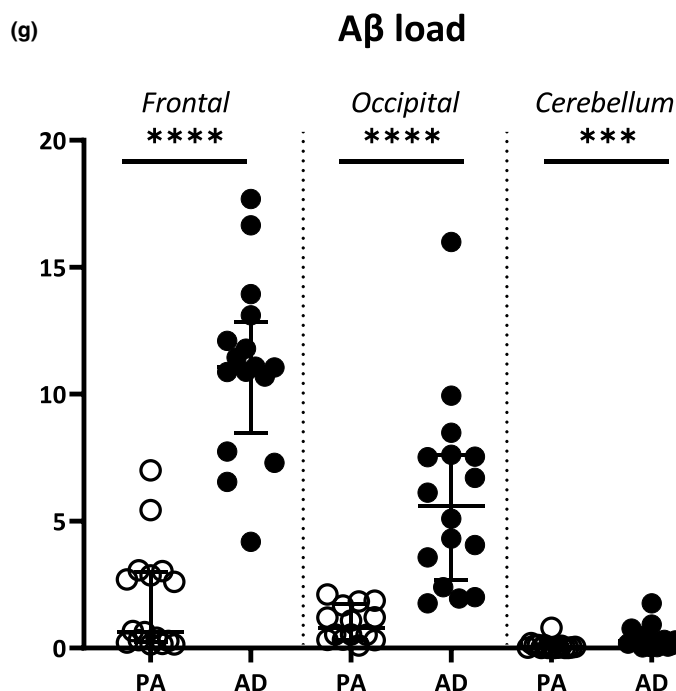 (g)
Aβ load
Frontal Occipital Cerebellum
**** **** ***
20
15
10
5
0
PA AD PA AD PA AD